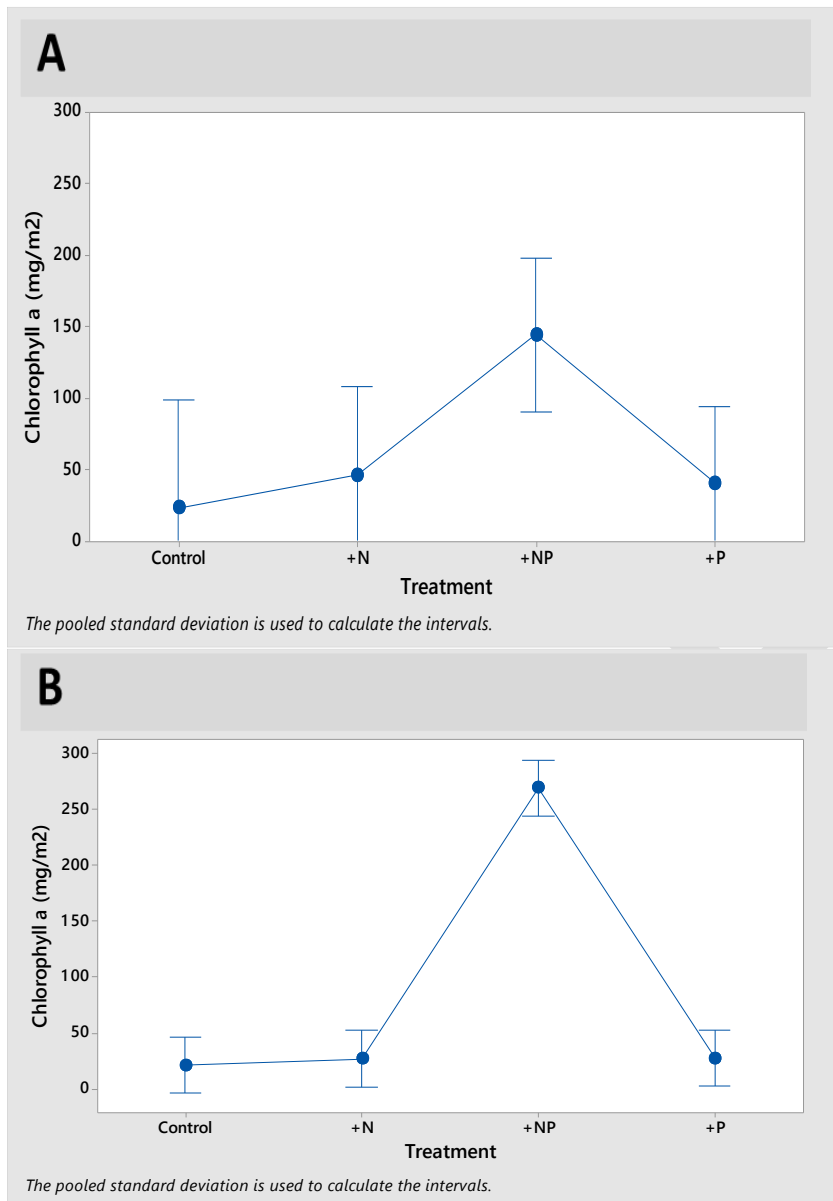 A
300
250
200
150
100
50
0
Chlorophyll a (mg/m2)
Control +N +NP +P
Treatment
The pooled standard deviation is used to calculate the intervals.
B
300
250
200
150
100
50
0
Chlorophyll a (mg/m2)
Control +N +NP +P
Treatment
The pooled standard deviation is used to calculate the intervals.